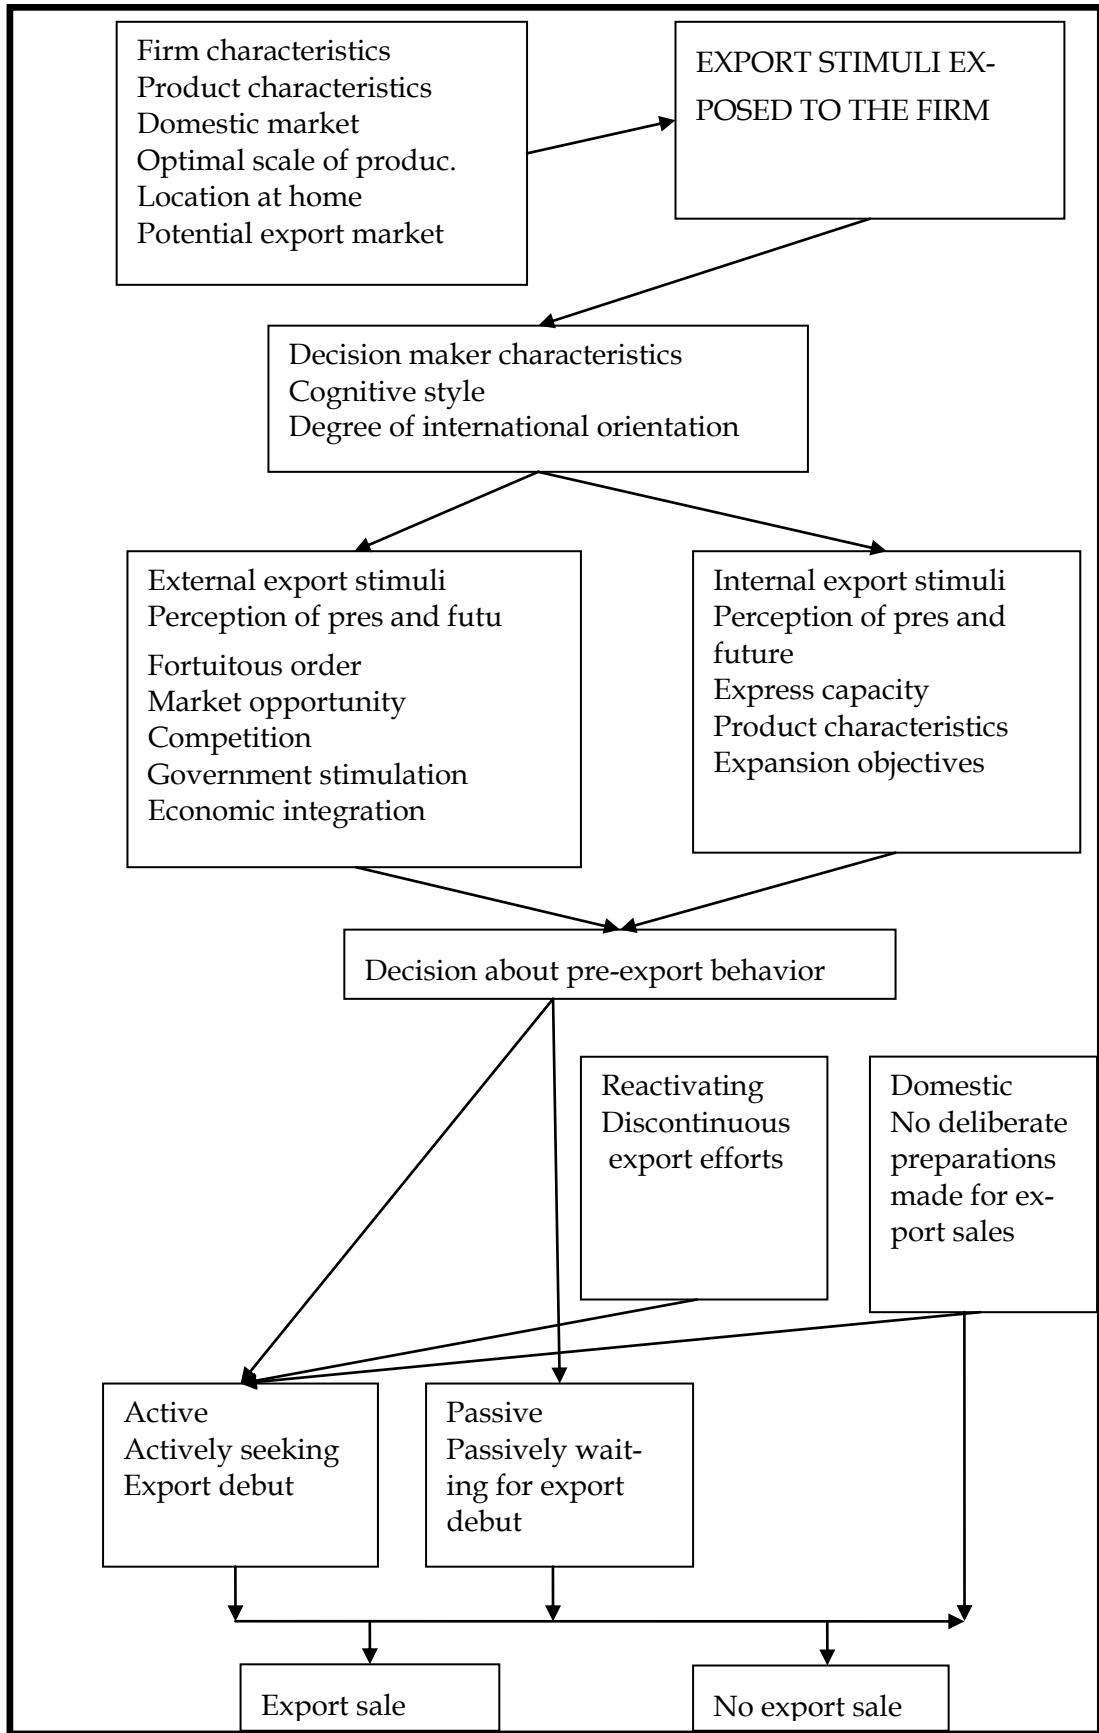 Firm characteristics
Product characteristics
Domestic market
Optimal scale of produc.
Location at home
Potential export market
EXPORT STIMULI EX-
POSED TO THE FIRM
Decision maker characteristics
Cognitive style
Degree of international orientation
External export stimuli
Perception of pres and futu
Fortuitous order
Market opportunity
Competition
Government stimulation
Economic integration
Internal export stimuli
Perception of pres and
future
Express capacity
Product characteristics
Expansion objectives
Decision about pre-export behavior
Reactivating
Discontinuous
export efforts
Domestic
No deliberate
preparations
made for ex-
port sales
Active
Actively seeking
Export debut
Passive
Passively wait-
ing for export
debut
Export sale
No export sale